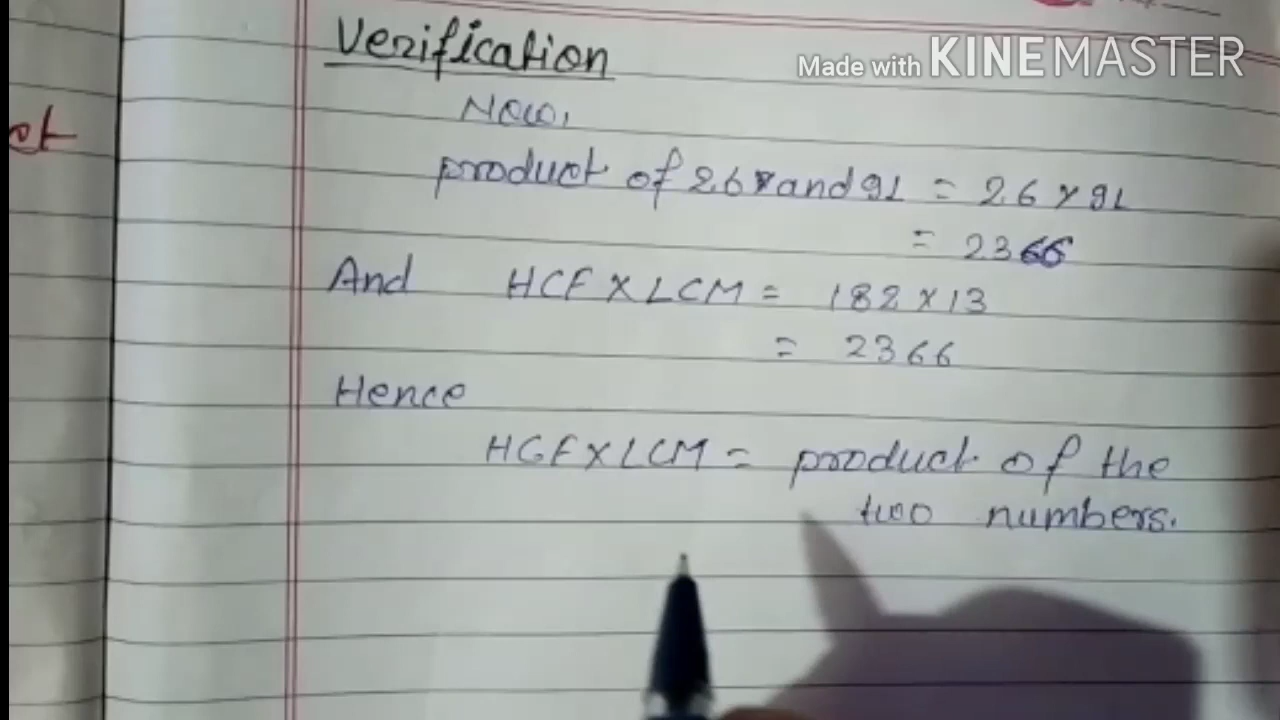 Made with KINEMASTER
Verification
Now,
ot
product of 26 and 91 = 26 × 91
= 2366
And HCF × LCM = 182 × 13
= 2366
Hence
HCF × LCM = product of the
two numbers.